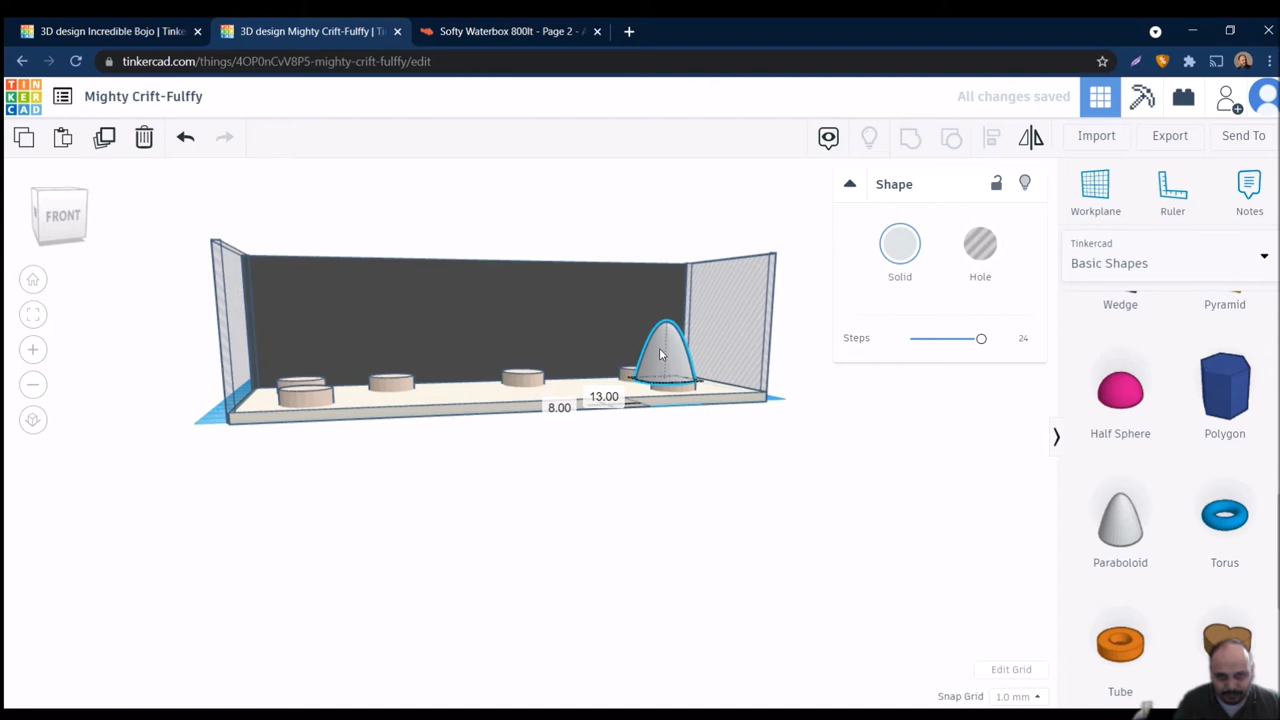 3D design Incredible Bojo | Tinke
3D design Mighty Crift-Fulffy | Ti
Softy Waterbox 800lt - Page 2 - A
tinkercad.com/things/4OP0nCvV8P5-mighty-crift-fulffy/edit
TIN
KER
CAD
Mighty Crift-Fulffy
All changes saved
Import
Export
Send To
FRONT
Shape
Solid
Hole
Steps
24
Workplane
Ruler
Notes
Tinkercad
Basic Shapes
Wedge
Pyramid
Half Sphere
Polygon
Paraboloid
Torus
Tube
13.00
8.00
Edit Grid
Snap Grid
1.0 mm